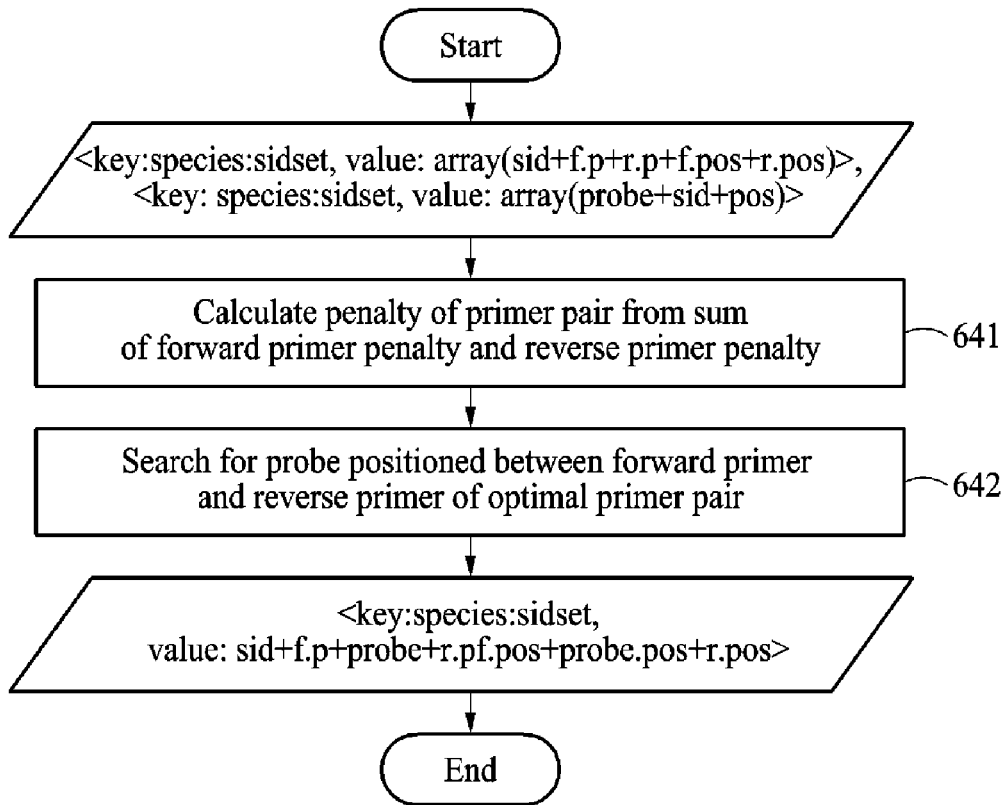 Start
<key:species:sidset, value: array(sid+f.p+r.p+f.pos+r.pos)>,
<key: species:sidset, value: array(probe+sid+pos)>
Calculate penalty of primer pair from sum
of forward primer penalty and reverse primer penalty
641
Search for probe positioned between forward primer
and reverse primer of optimal primer pair
642
<key:species:sidset,
value: sid+f.p+probe+r.pf.pos+probe.pos+r.pos>
End